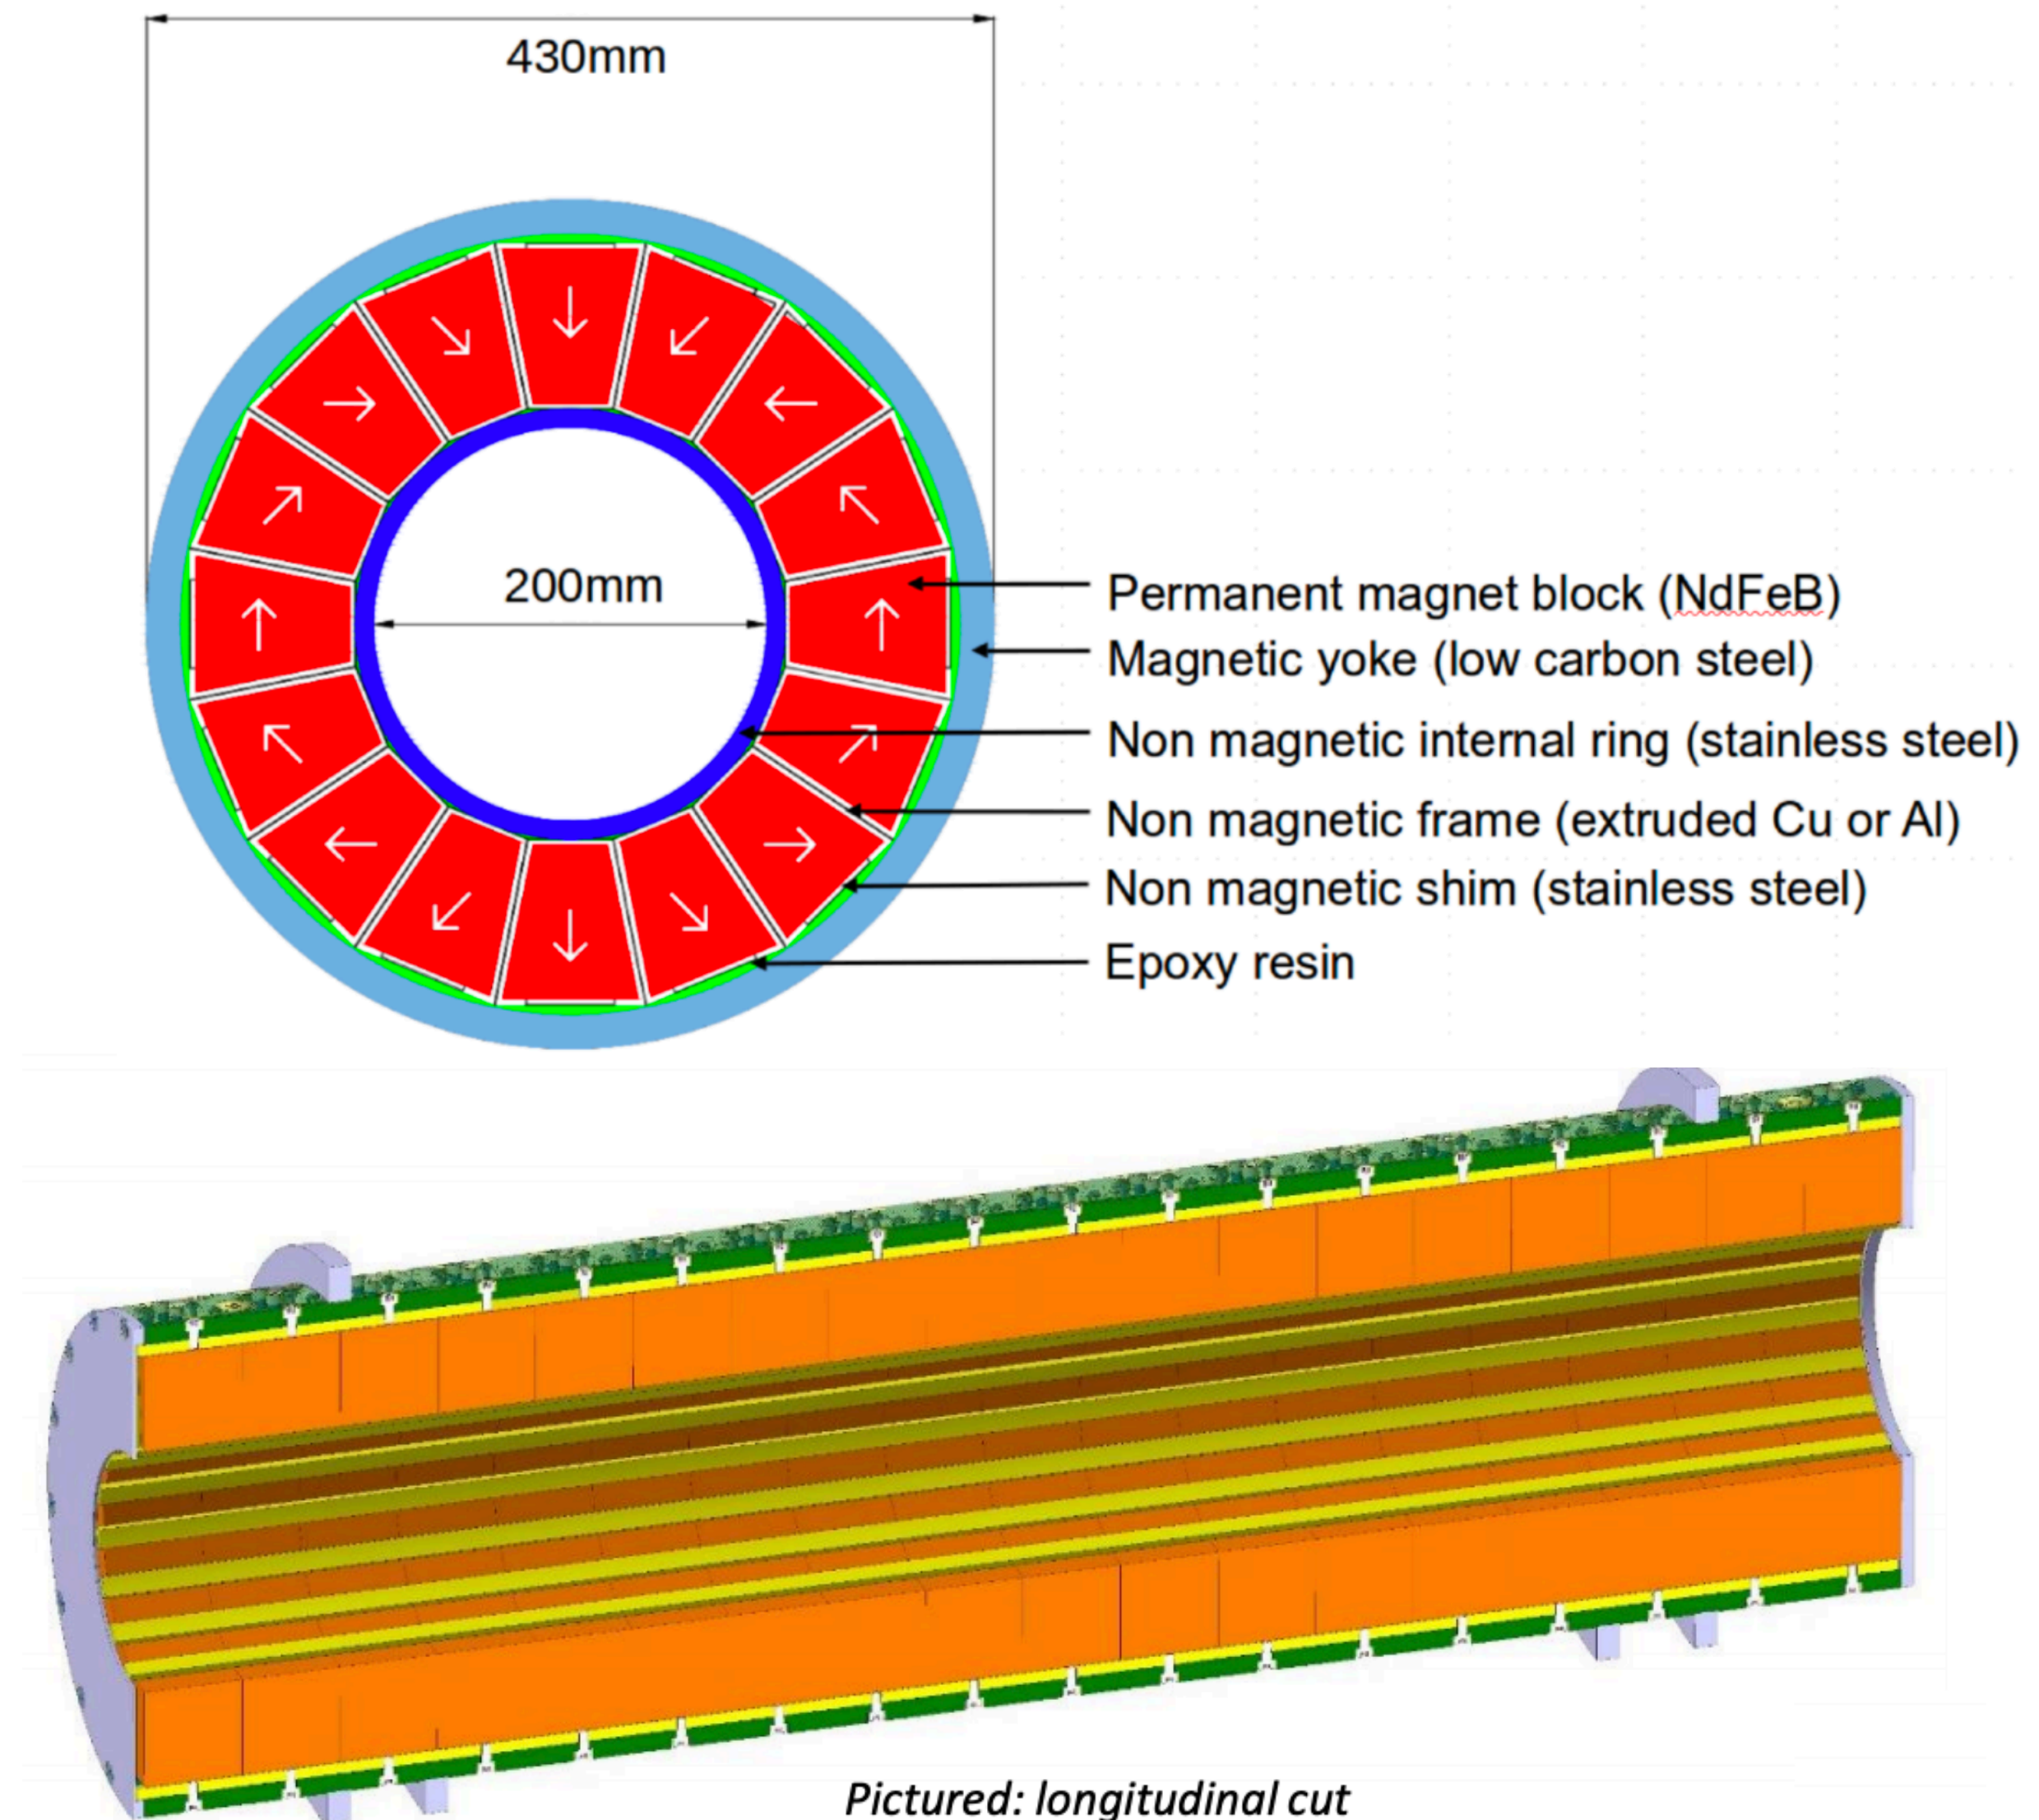 430mm
200mm
Permanent magnet block (NdFeB)
Magnetic yoke (low carbon steel)
Non magnetic internal ring (stainless steel)
Non magnetic frame (extruded Cu or Al)
Non magnetic shim (stainless steel)
Epoxy resin
Pictured: longitudinal cut